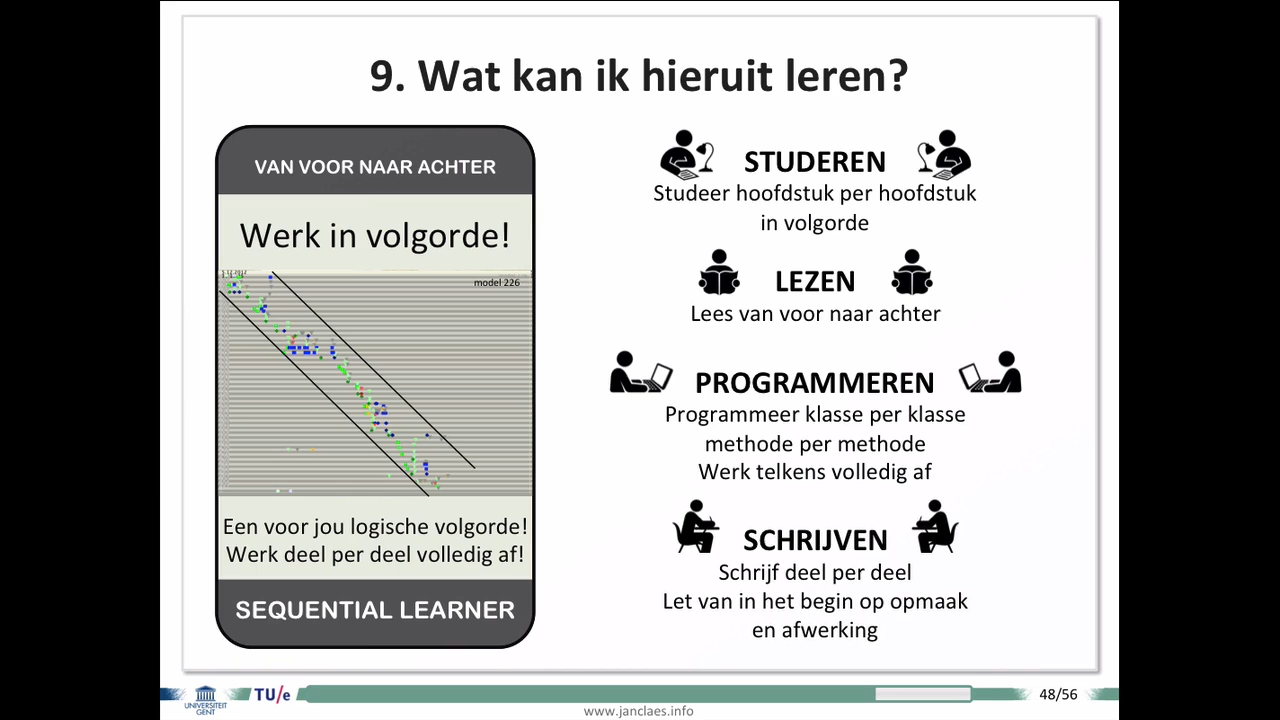 9. Wat kan ik hieruit leren?
VAN VOOR NAAR ACHTER
Werk in volgorde!
model 226
Een voor jou logische volgorde!
Werk deel per deel volledig af!
SEQUENTIAL LEARNER
STUDEREN
Studeer hoofdstuk per hoofdstuk
in volgorde
LEZEN
Lees van voor naar achter
PROGRAMMEREN
Programmeer klasse per klasse
methode per methode
Werk telkens volledig af
SCHRIJVEN
Schrijf deel per deel
Let van in het begin op opmaak
en afwerking
UNIVERSITEIT
GENT
TU/e
48/56
www.janclaes.info